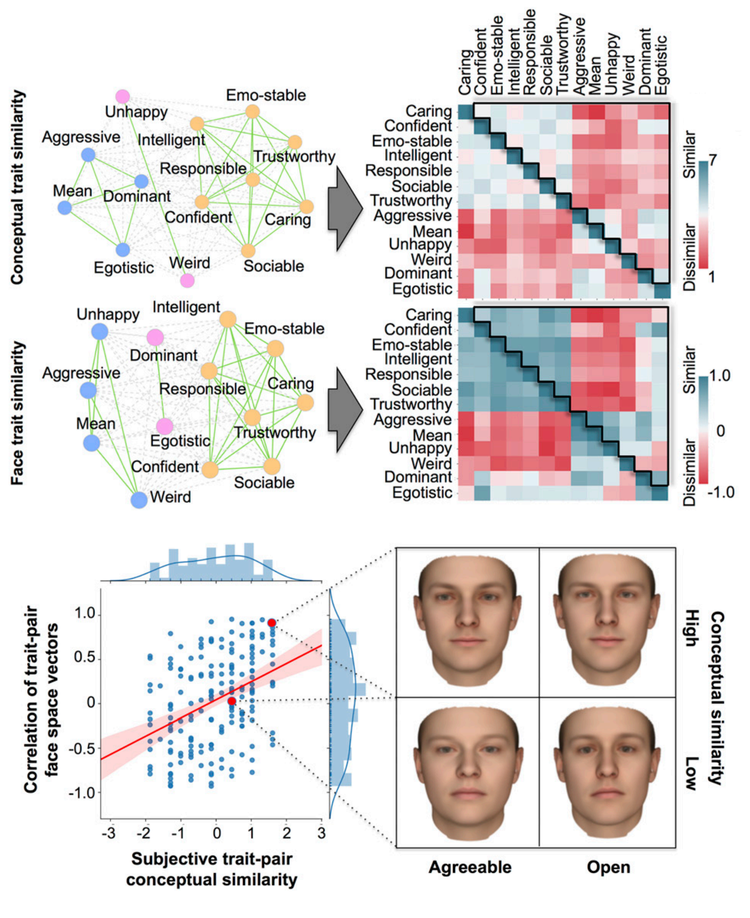 Conceptual trait similarity
Unhappy
Emo-stable
Aggressive
Intelligent
Trustworthy
Responsible
Mean
Dominant
Confident
Caring
Egotistic
Weird
Sociable
Caring
Confident
Emo-stable
Intelligent
Responsible
Sociable
Trustworthy
Aggressive
Mean
Unhappy
Weird
Dominant
Egotistic
Caring
Confident
Emo-stable
Intelligent
Responsible
Sociable
Trustworthy
Aggressive
Mean
Unhappy
Weird
Dominant
Egotistic
Similar
7
Dissimilar
1
Face trait similarity
Unhappy
Intelligent
Emo-stable
Dominant
Aggressive
Responsible
Caring
Mean
Egotistic
Trustworthy
Confident
Sociable
Weird
Caring
Confident
Emo-stable
Intelligent
Responsible
Sociable
Trustworthy
Aggressive
Mean
Unhappy
Weird
Dominant
Egotistic
Similar
1.0
0
Dissimilar
-1.0
Correlation of trait-pair
face space vectors
1.0
0.5
0
-0.5
-1.0
-3 -2 -1 0 1 2 3
Subjective trait-pair
conceptual similarity
High
Low
Conceptual similarity
Agreeable
Open